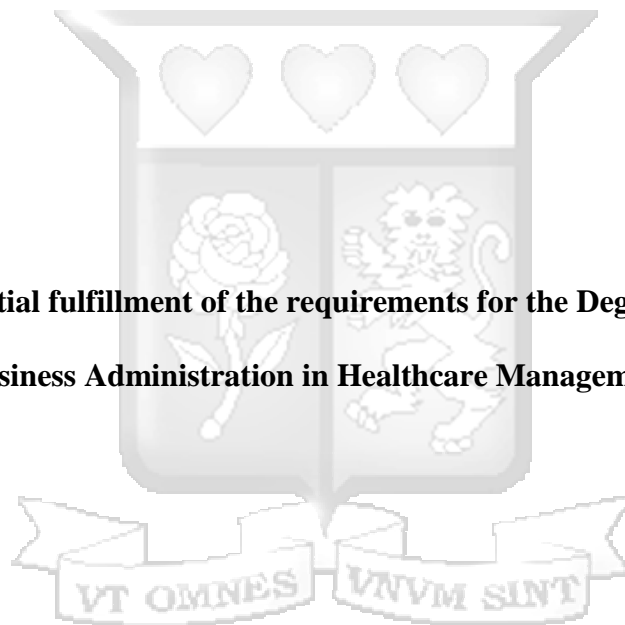 tial fulfillment of the requirements for the Deg
siness Administration in Healthcare Managem
VT OMNES VNVM SINT